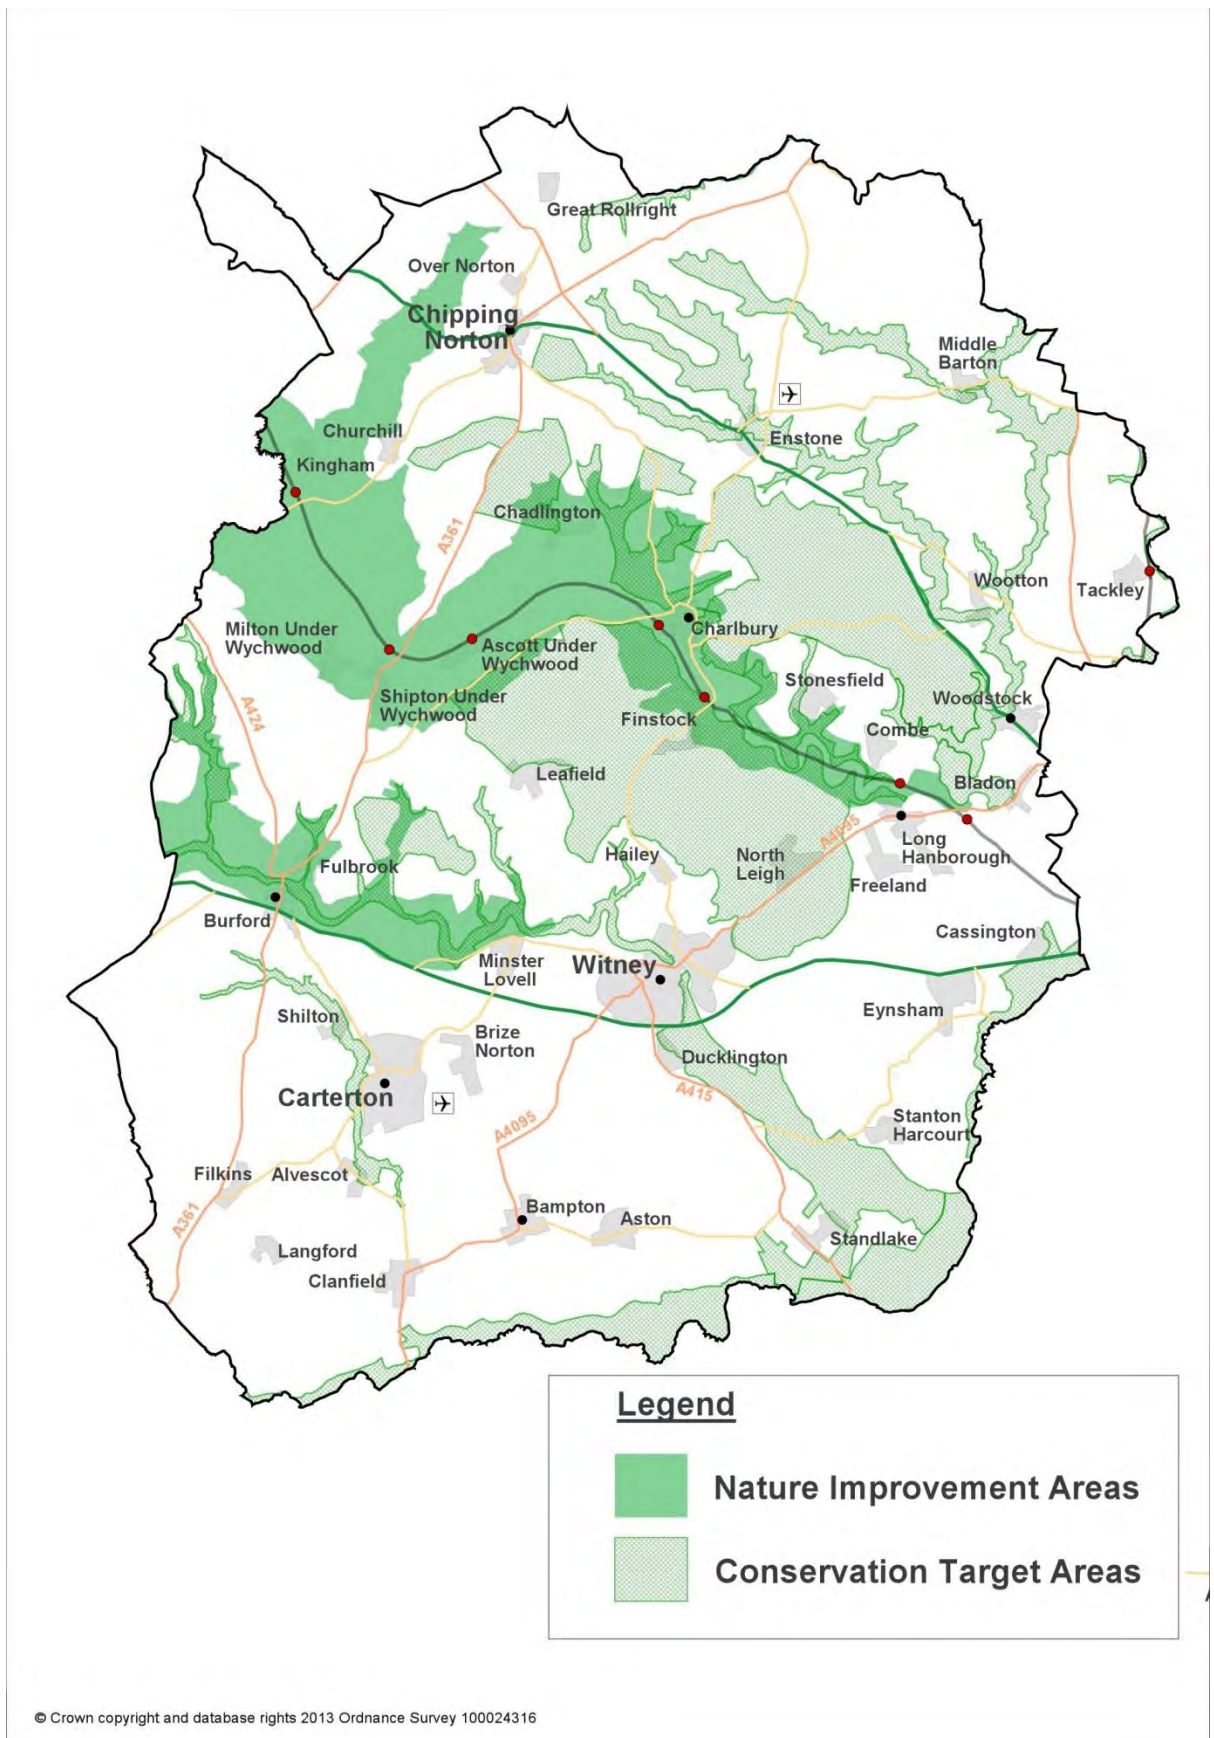 Great Rollright
Over Norton
Chipping
Norton
Middle
Barton
Churchill
Enstone
Kingham
Chadlington
A361
Wootton
Tackley
Milton Under
Wychwood
Charlbury
Ascott Under
Wychwood
Stonesfield
Shipton Under
Wychwood
Woodstock
A424
Finstock
Combe
Leafield
Bladon
A4095
Long
Hanborough
Hailey
North
Leigh
Fulbrook
Freeland
Burford
Cassington
Minster
Lovell
Witney
Eynsham
Shilton
Brize
Norton
Ducklington
Carterton
A415
Stanton
Harcourt
A4095
Filkins
Alvescot
Bampton
Aston
A361
Standlake
Langford
Clanfield
Legend
Nature Improvement Areas
Conservation Target Areas
© Crown copyright and database rights 2013 Ordnance Survey 100024316